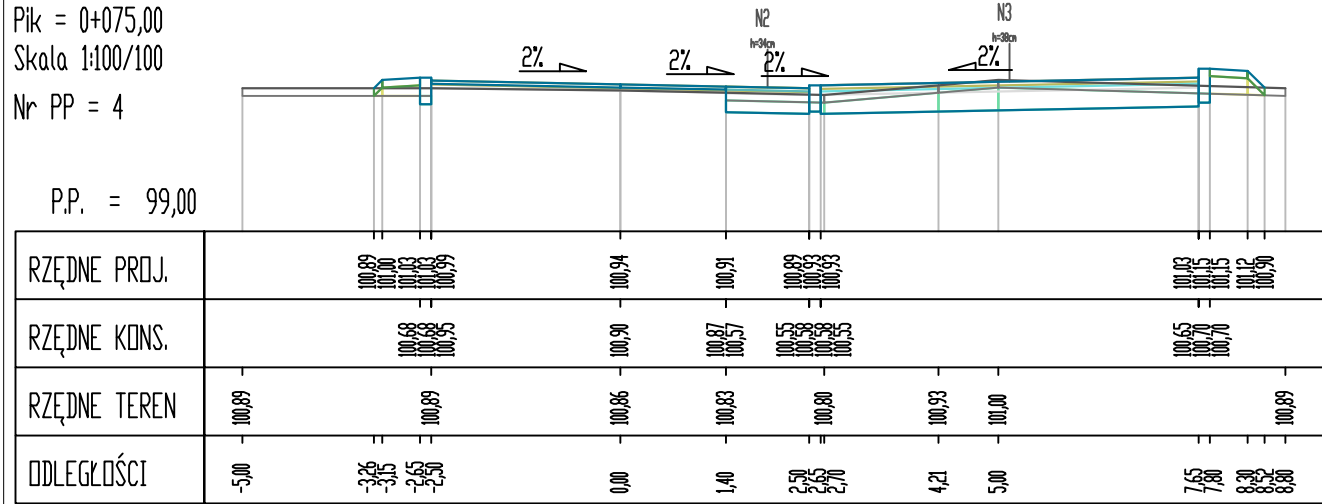 Pik = 0+075,00
Skala 1:100/100
Nr PP = 4
N2
h=34cm
N3
h=38cm
2% 2% 2% 2%
P.P. = 99,00
RZĘDNE PROJ. 100,89 101,00 101,03 101,03 100,99 100,94 100,91 100,89 100,93 100,93 101,03 101,15 101,15 101,12 100,90
RZĘDNE KONS. 100,68 100,68 100,95 100,90 100,87 100,57 100,55 100,58 100,58 100,55 100,65 100,70 100,70
RZĘDNE TEREN 100,89 100,89 100,86 100,83 100,80 100,93 101,00 100,89
ODLEGŁOŚCI -5,00 -3,26 -3,15 -2,65 -2,50 0,00 1,40 2,50 2,65 2,70 4,21 5,00 7,65 7,80 8,30 8,52 8,80